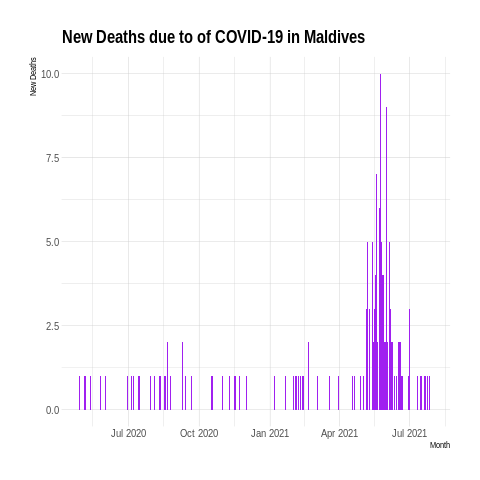 New Deaths due to of COVID-19 in Maldives
New Deaths
10.0
7.5
5.0
2.5
0.0
Jul 2020 Oct 2020 Jan 2021 Apr 2021 Jul 2021
Month